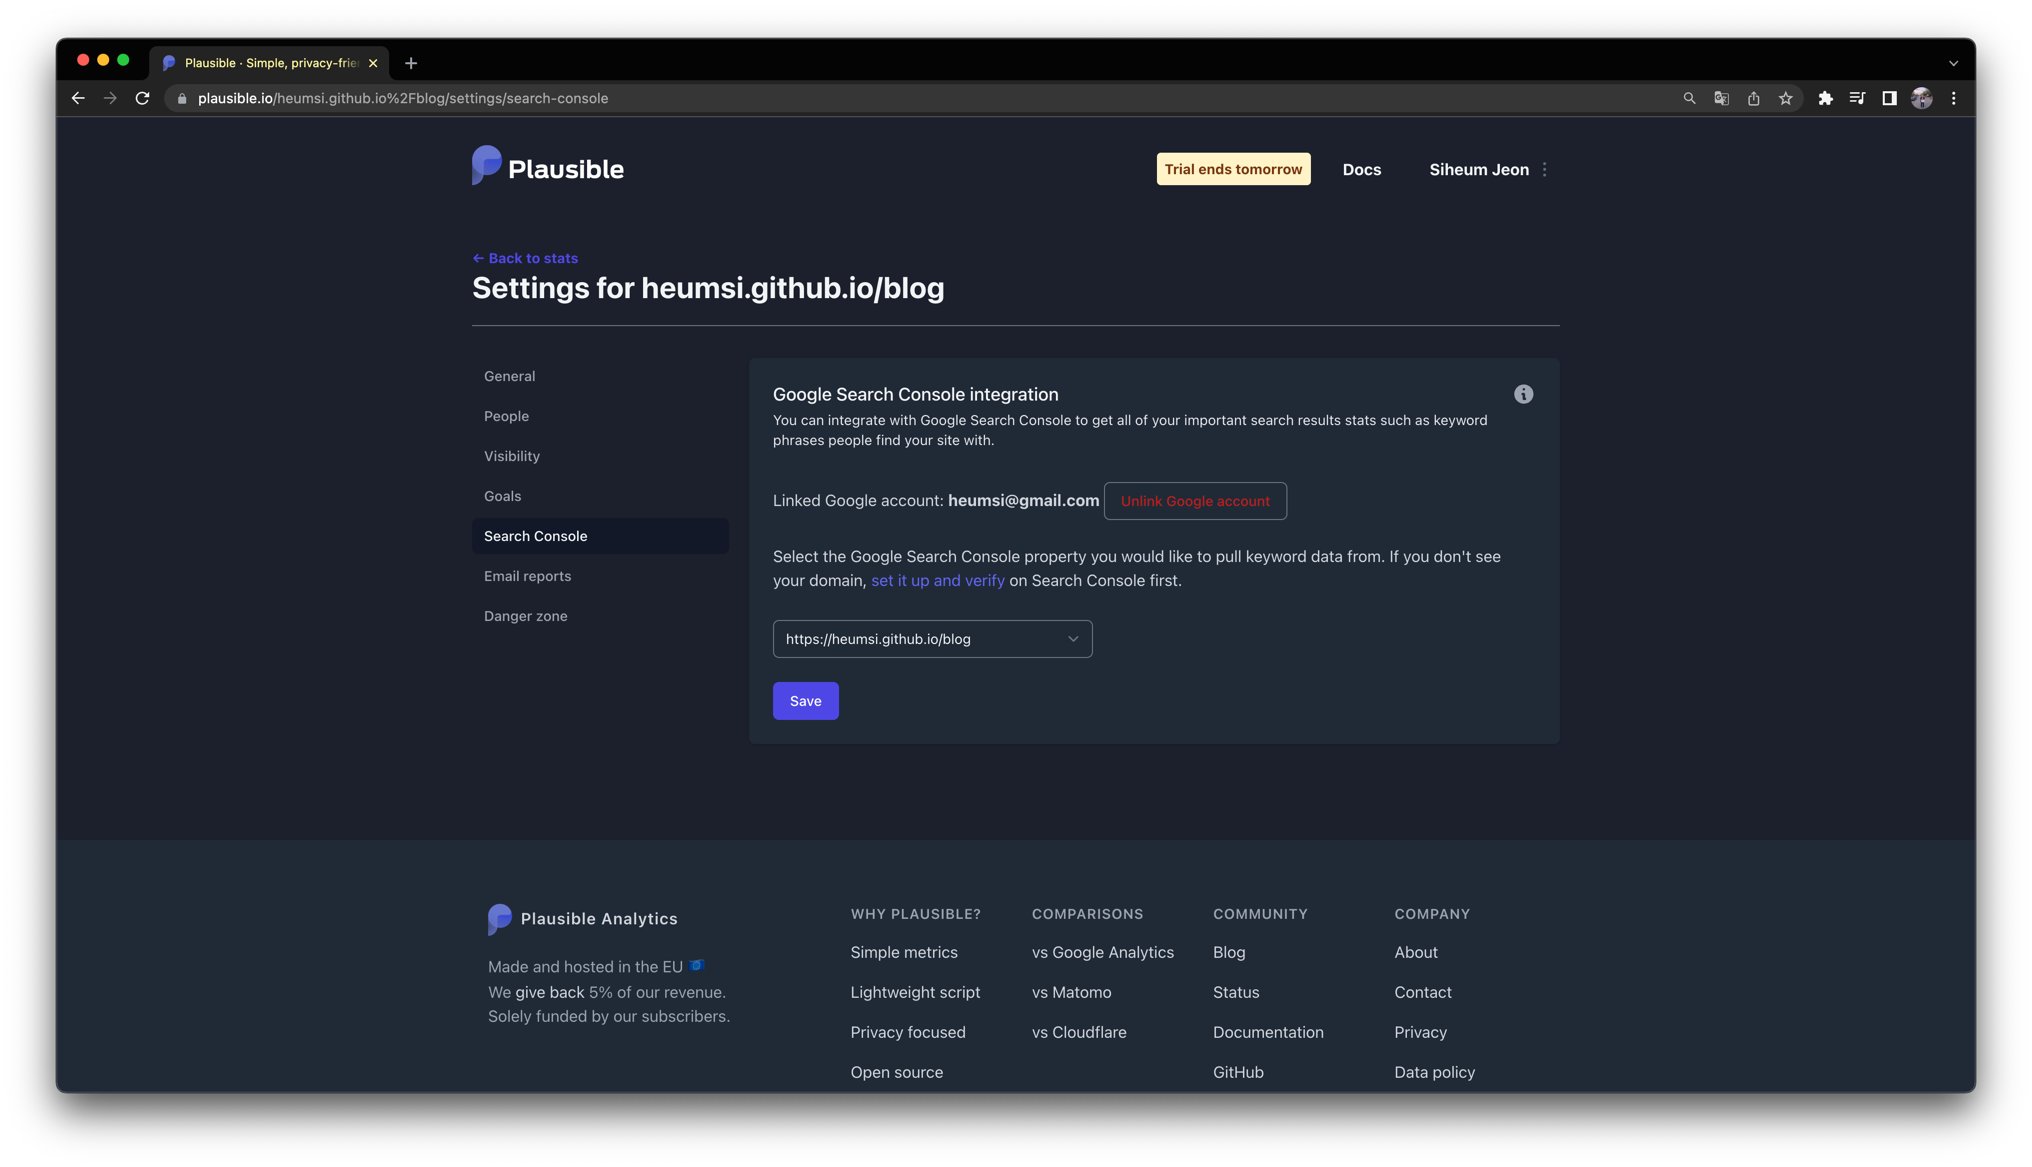 Plausible · Simple, privacy-frie
plausible.io/heumsi.github.io%2Fblog/settings/search-console
Plausible
Trial ends tomorrow
Docs
Siheum Jeon
← Back to stats
Settings for heumsi.github.io/blog
General
People
Visibility
Goals
Search Console
Email reports
Danger zone
Google Search Console integration
You can integrate with Google Search Console to get all of your important search results stats such as keyword
phrases people find your site with.
Linked Google account: heumsi@gmail.com
Unlink Google account
Select the Google Search Console property you would like to pull keyword data from. If you don't see
your domain, set it up and verify on Search Console first.
https://heumsi.github.io/blog
Save
Plausible Analytics
Made and hosted in the EU
We give back 5% of our revenue.
Solely funded by our subscribers.
WHY PLAUSIBLE?
Simple metrics
Lightweight script
Privacy focused
Open source
COMPARISONS
vs Google Analytics
vs Matomo
vs Cloudflare
COMMUNITY
Blog
Status
Documentation
GitHub
COMPANY
About
Contact
Privacy
Data policy